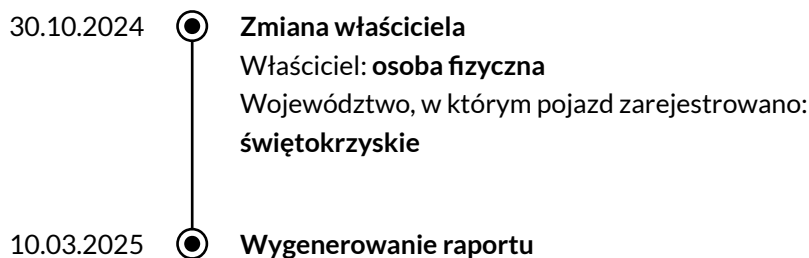 30.10.2024 Zmiana właściciela
Właściciel: osoba fizyczna
Województwo, w którym pojazd zarejestrowano:
świętokrzyskie
10.03.2025 Wygenerowanie raportu